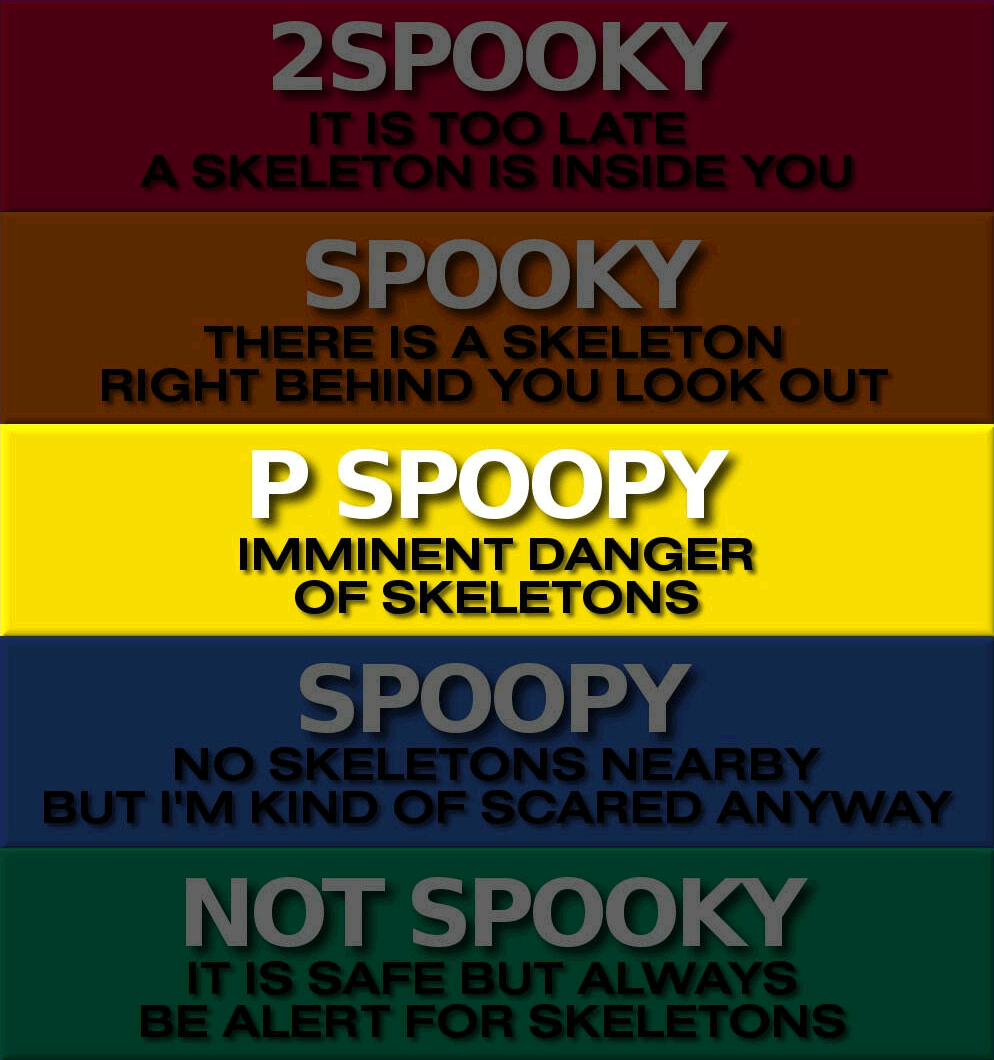 2SPOOKY
IT IS TOO LATE
A SKELETON IS INSIDE YOU
SPOOKY
THERE IS A SKELETON
RIGHT BEHIND YOU LOOK OUT
P SPOOPY
IMMINENT DANGER
OF SKELETONS
SPOOPY
NO SKELETONS NEARBY
BUT I'M KIND OF SCARED ANYWAY
NOT SPOOKY
IT IS SAFE BUT ALWAYS
BE ALERT FOR SKELETONS